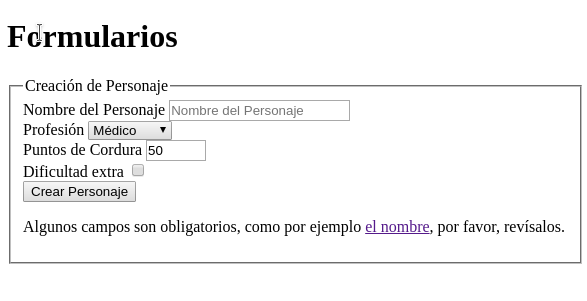 Formularios
Creación de Personaje
Nombre del Personaje Nombre del Personaje
Profesión Médico
Puntos de Cordura 50
Dificultad extra
Crear Personaje
Algunos campos son obligatorios, como por ejemplo el nombre, por favor, revísalos.